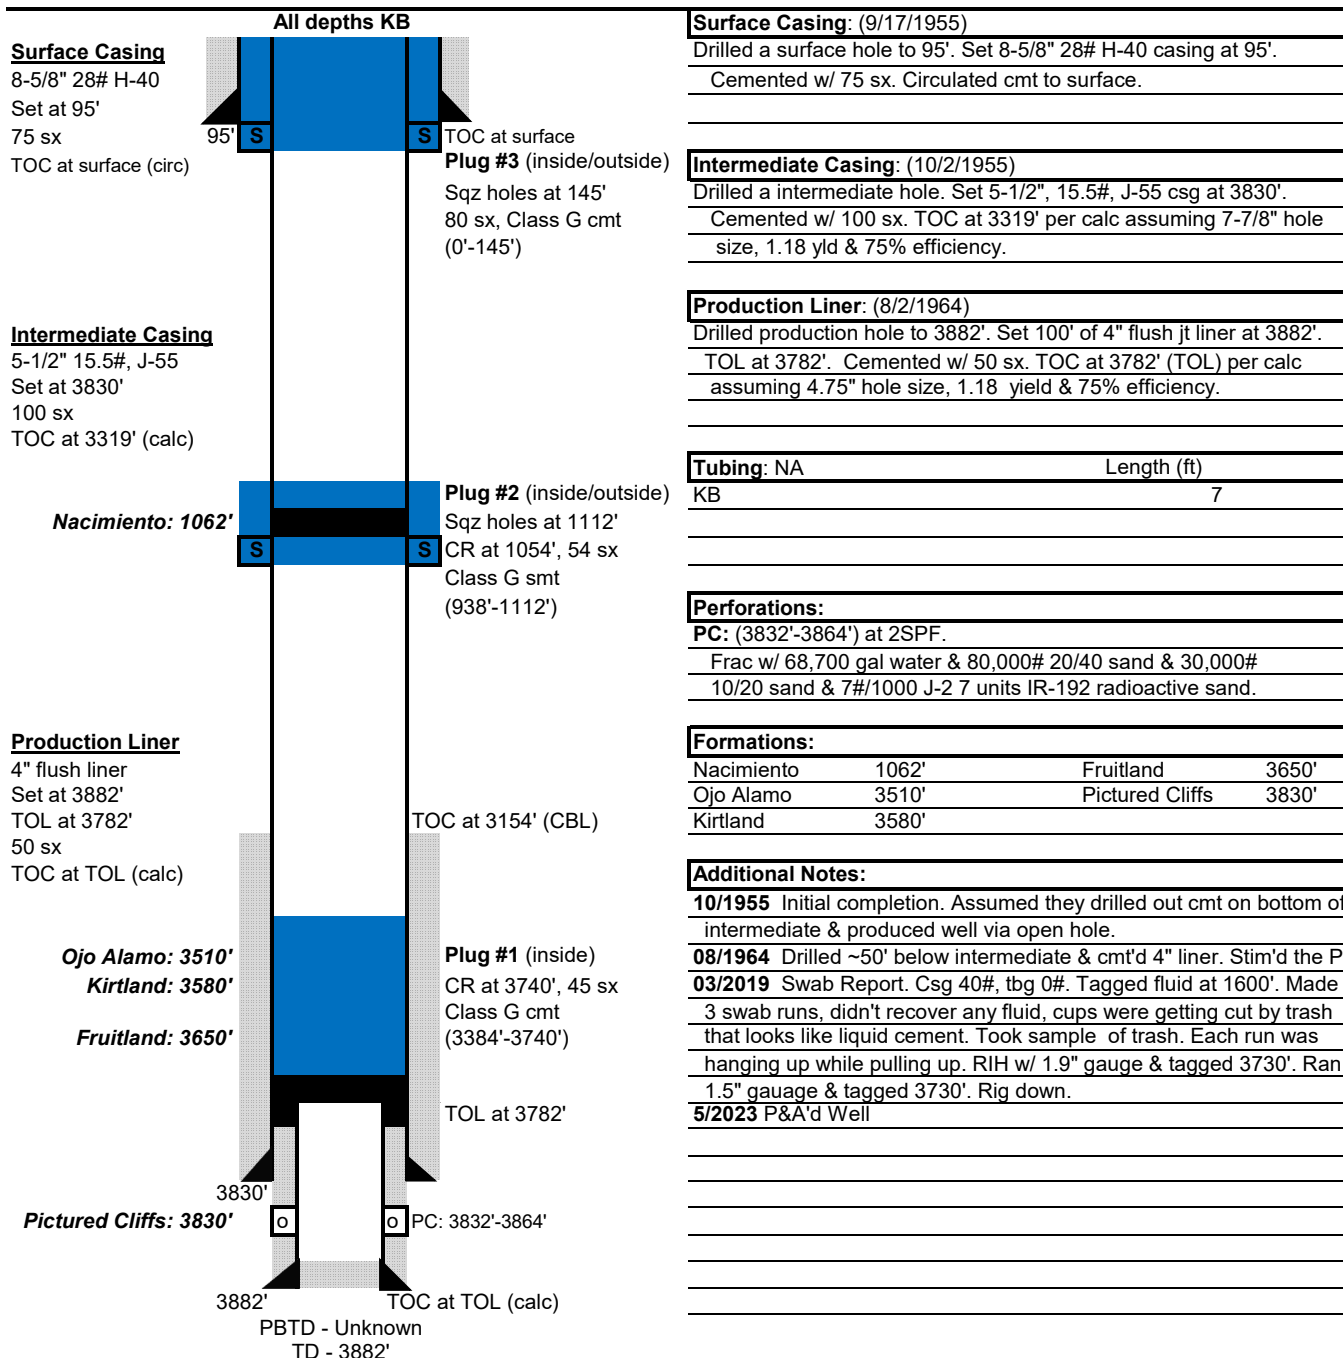 All depths KB
Surface Casing
8-5/8" 28# H-40
Set at 95'
75 sx
TOC at surface (circ)
95'
S
S
TOC at surface
Plug #3 (inside/outside)
Sqz holes at 145'
80 sx, Class G cmt
(0'-145')
Intermediate Casing
5-1/2" 15.5#, J-55
Set at 3830'
100 sx
TOC at 3319' (calc)
Nacimiento: 1062'
S
S
Plug #2 (inside/outside)
Sqz holes at 1112'
CR at 1054', 54 sx
Class G smt
(938'-1112')
Production Liner
4" flush liner
Set at 3882'
TOL at 3782'
50 sx
TOC at TOL (calc)
TOC at 3154' (CBL)
Ojo Alamo: 3510'
Kirtland: 3580'
Fruitland: 3650'
Plug #1 (inside)
CR at 3740', 45 sx
Class G cmt
(3384'-3740')
TOL at 3782'
3830'
Pictured Cliffs: 3830'
o
o
PC: 3832'-3864'
3882'
TOC at TOL (calc)
PBTD - Unknown
TD - 3882'
Surface Casing: (9/17/1955)
Drilled a surface hole to 95'. Set 8-5/8" 28# H-40 casing at 95'.
Cemented w/ 75 sx. Circulated cmt to surface.
Intermediate Casing: (10/2/1955)
Drilled a intermediate hole. Set 5-1/2", 15.5#, J-55 csg at 3830'.
Cemented w/ 100 sx. TOC at 3319' per calc assuming 7-7/8" hole
size, 1.18 yld & 75% efficiency.
Production Liner: (8/2/1964)
Drilled production hole to 3882'. Set 100' of 4" flush jt liner at 3882'.
TOL at 3782'. Cemented w/ 50 sx. TOC at 3782' (TOL) per calc
assuming 4.75" hole size, 1.18 yield & 75% efficiency.
Tubing: NA Length (ft)
KB 7
Perforations:
PC: (3832'-3864') at 2SPF.
Frac w/ 68,700 gal water & 80,000# 20/40 sand & 30,000#
10/20 sand & 7#/1000 J-2 7 units IR-192 radioactive sand.
Formations:
Nacimiento 1062' Fruitland 3650'
Ojo Alamo 3510' Pictured Cliffs 3830'
Kirtland 3580'
Additional Notes:
10/1955 Initial completion. Assumed they drilled out cmt on bottom of
intermediate & produced well via open hole.
08/1964 Drilled ~50' below intermediate & cmt'd 4" liner. Stim'd the P
03/2019 Swab Report. Csg 40#, tbg 0#. Tagged fluid at 1600'. Made
3 swab runs, didn't recover any fluid, cups were getting cut by trash
that looks like liquid cement. Took sample of trash. Each run was
hanging up while pulling up. RIH w/ 1.9" gauge & tagged 3730'. Ran
1.5" gauage & tagged 3730'. Rig down.
5/2023 P&A'd Well